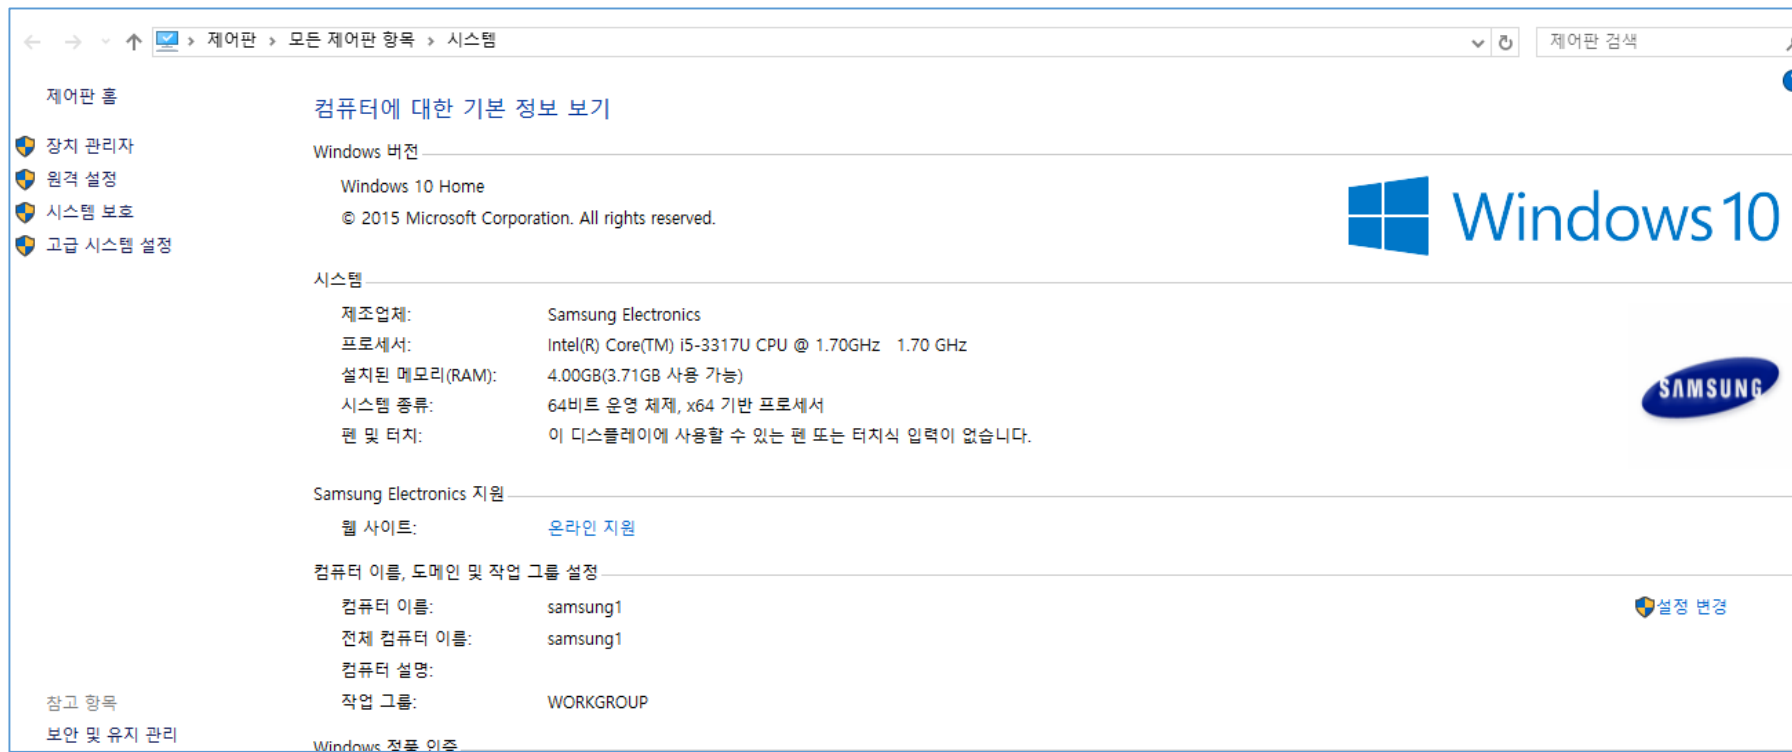 제어판 › 모든 제어판 항목 › 시스템
제어판 검색
제어판 홈
장치 관리자
원격 설정
시스템 보호
고급 시스템 설정
컴퓨터에 대한 기본 정보 보기
Windows 버전
Windows 10 Home
© 2015 Microsoft Corporation. All rights reserved.
Windows 10
시스템
제조업체: Samsung Electronics
프로세서: Intel(R) Core(TM) i5-3317U CPU @ 1.70GHz 1.70 GHz
설치된 메모리(RAM): 4.00GB(3.71GB 사용 가능)
시스템 종류: 64비트 운영 체제, x64 기반 프로세서
펜 및 터치: 이 디스플레이에 사용할 수 있는 펜 또는 터치식 입력이 없습니다.
SAMSUNG
Samsung Electronics 지원
웹 사이트: 온라인 지원
컴퓨터 이름, 도메인 및 작업 그룹 설정
컴퓨터 이름: samsung1
설정 변경
전체 컴퓨터 이름: samsung1
컴퓨터 설명:
작업 그룹: WORKGROUP
참고 항목
보안 및 유지 관리
Windows 정품 인증